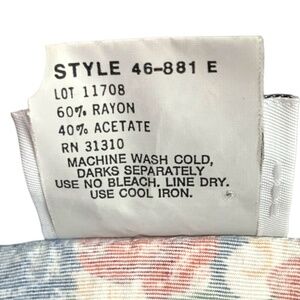 STYLE 46-881 E
LOT 11708
60% RAYON
40% ACETATE
RN 31310
MACHINE WASH COLD,
DARKS SEPARATELY
USE NO BLEACH. LINE DRY.
USE COOL IRON.